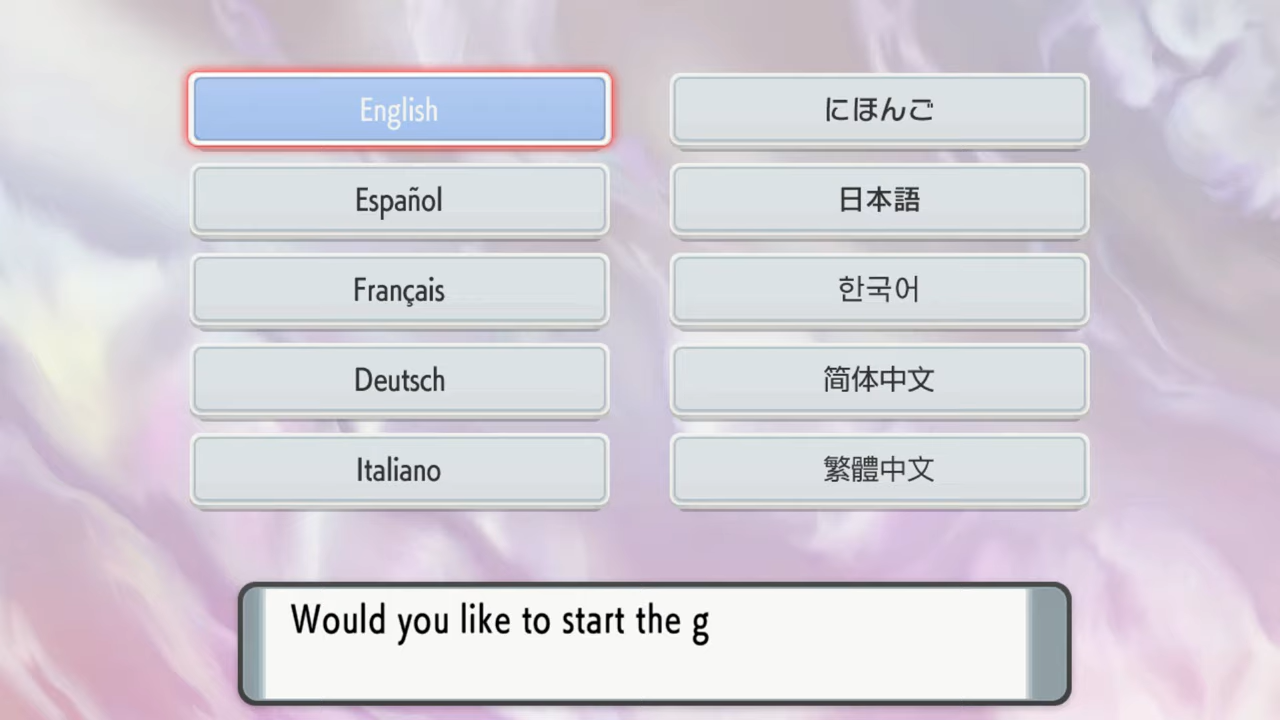 English
Español
Français
Deutsch
Italiano
にほんご
日本語
한국어
简体中文
繁體中文
Would you like to start the g